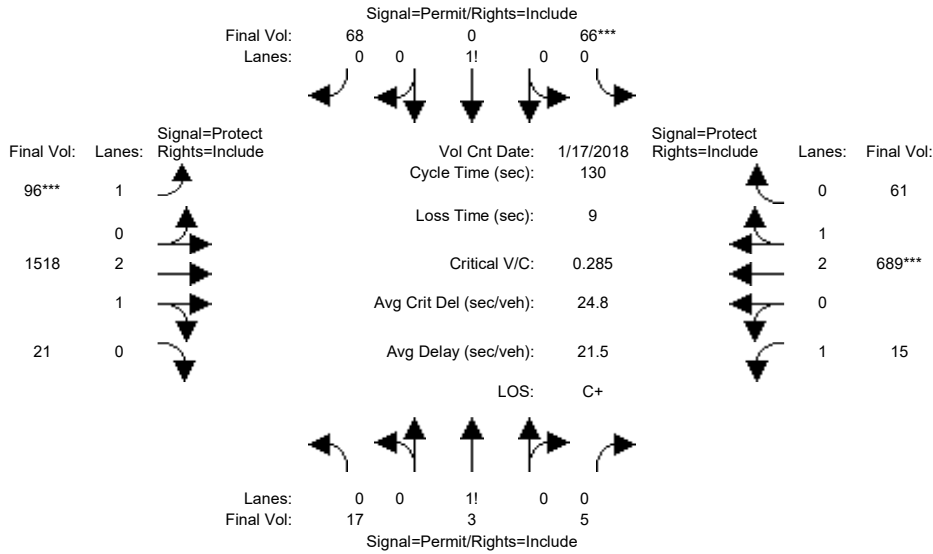 Signal=Permit/Rights=Include
Final Vol: 68 0 66***
Lanes: 0 0 1! 0 0
Signal=Protect Signal=Protect
Final Vol: Lanes: Rights=Include Vol Cnt Date: 1/17/2018 Rights=Include Lanes: Final Vol:
Cycle Time (sec): 130
96*** 1 0 61
Loss Time (sec): 9
0 1
1518 2 Critical V/C: 0.285 2 689***
1 Avg Crit Del (sec/veh): 24.8 0
21 0 Avg Delay (sec/veh): 21.5 1 15
LOS: C+
Lanes: 0 0 1! 0 0
Final Vol: 17 3 5
Signal=Permit/Rights=Include